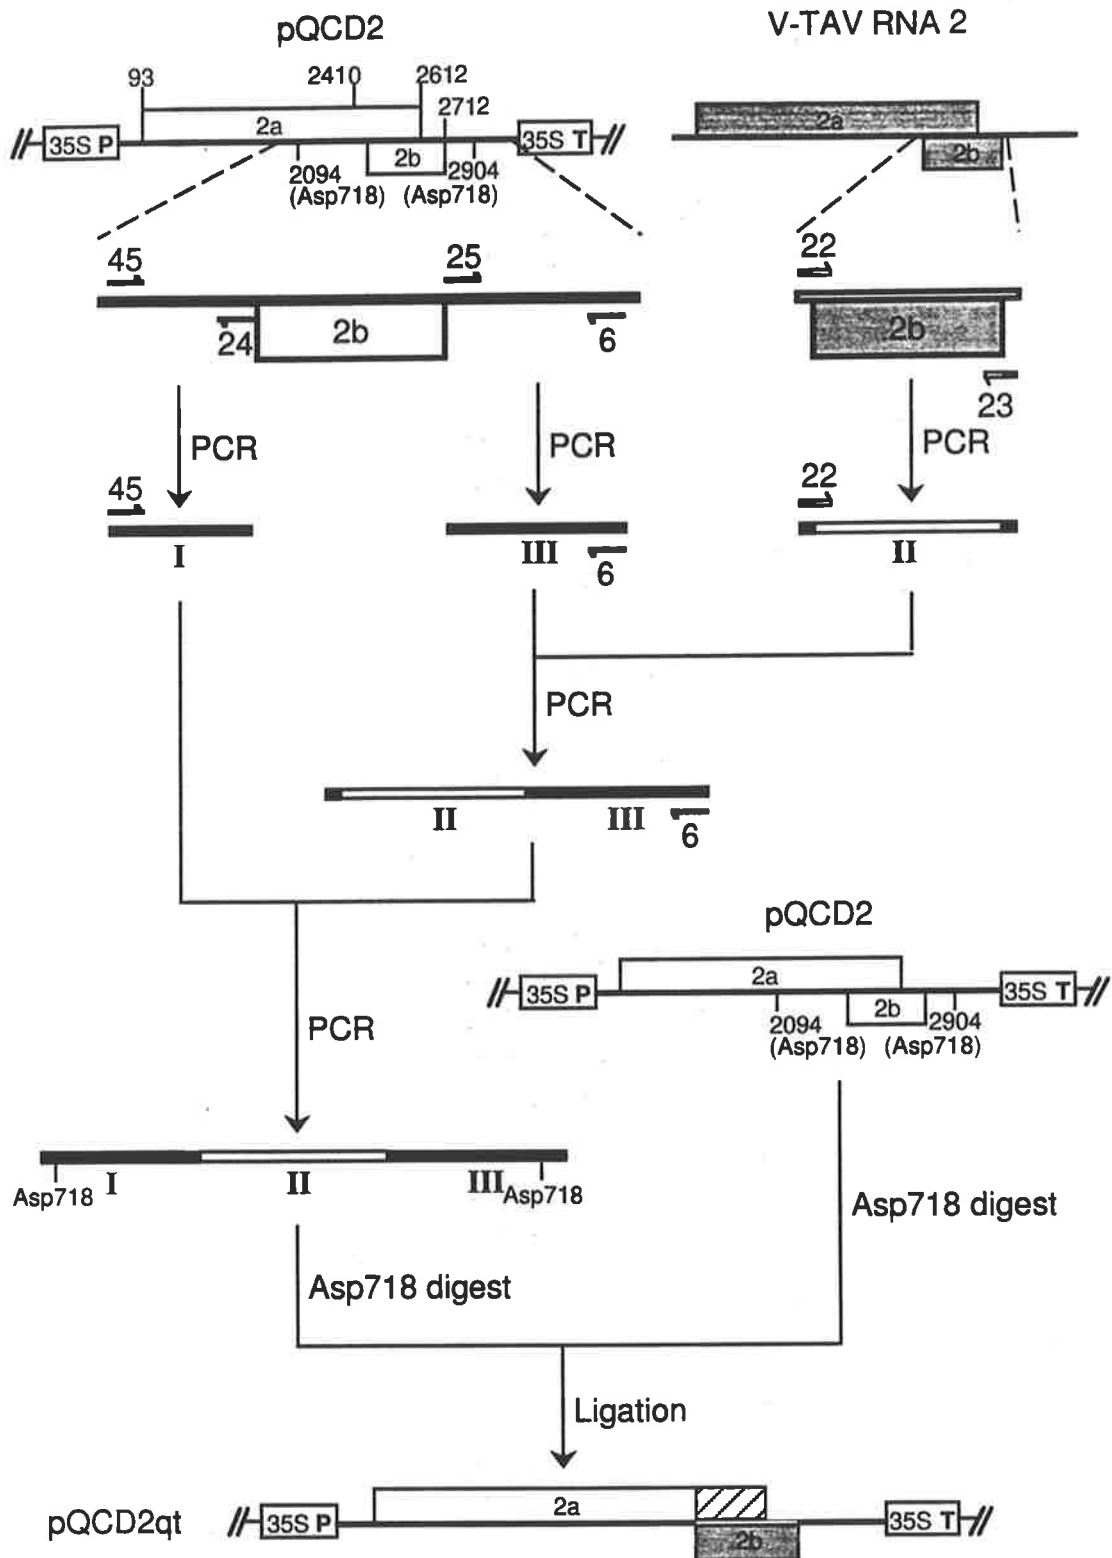 pQCD2
V-TAV RNA 2
93
2410
2612
2712
2a
2a
35S P
35S T
2b
2b
2094
2904
(Asp718)
(Asp718)
45
25
22
24
2b
6
2b
23
PCR
PCR
PCR
45
22
I
III
6
II
PCR
II
III
6
pQCD2
35S P
2a
35S T
2094
2b
2904
(Asp718)
(Asp718)
PCR
Asp718
I
II
III
Asp718
Asp718 digest
Asp718 digest
Ligation
pQCD2qt
35S P
2a
35S T
2b